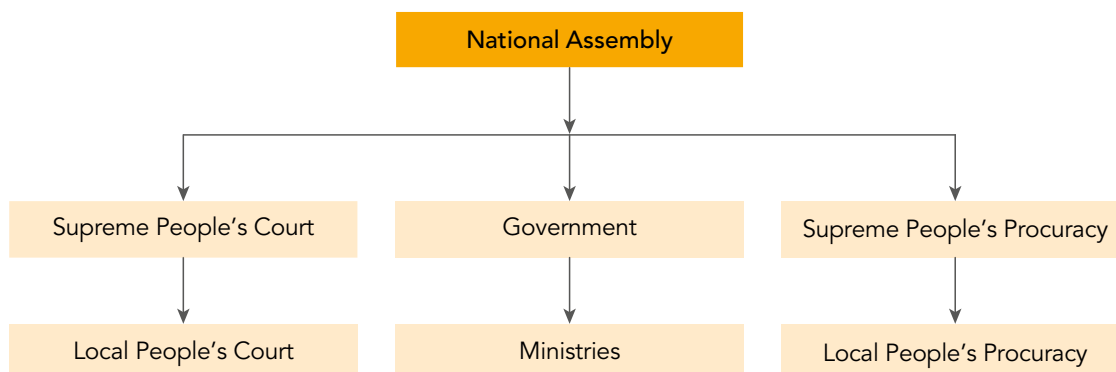 National Assembly
Supreme People's Court
Government
Supreme People's Procuracy
Local People's Court
Ministries
Local People's Procuracy